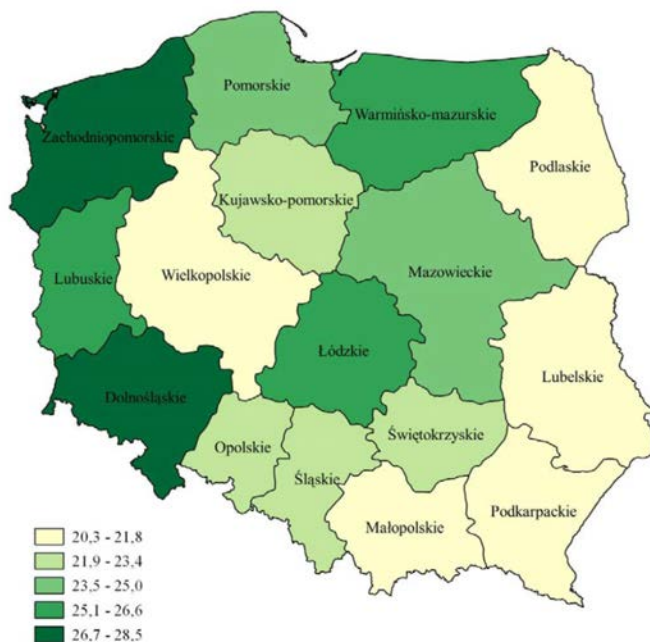 Pomorskie
Warmińsko-mazurskie
Zachodniopomorskie
Podlaskie
Kujawsko-pomorskie
Lubuskie
Wielkopolskie
Mazowieckie
Łódzkie
Lubelskie
Dolnośląskie
Opolskie
Świętokrzyskie
Śląskie
Podkarpackie
Małopolskie
20,3 - 21,8
21,9 - 23,4
23,5 - 25,0
25,1 - 26,6
26,7 - 28,5